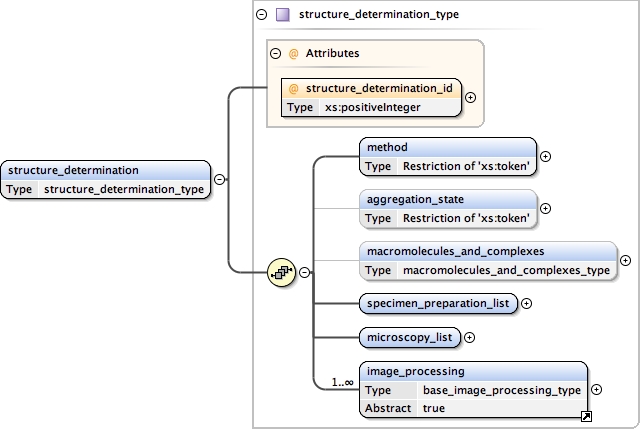 structure_determination_type
@ Attributes
@ structure_determination_id
Type xs:positiveInteger
structure_determination
Type structure_determination_type
method
Type Restriction of 'xs:token'
aggregation_state
Type Restriction of 'xs:token'
macromolecules_and_complexes
Type macromolecules_and_complexes_type
specimen_preparation_list
microscopy_list
1..∞
image_processing
Type base_image_processing_type
Abstract true